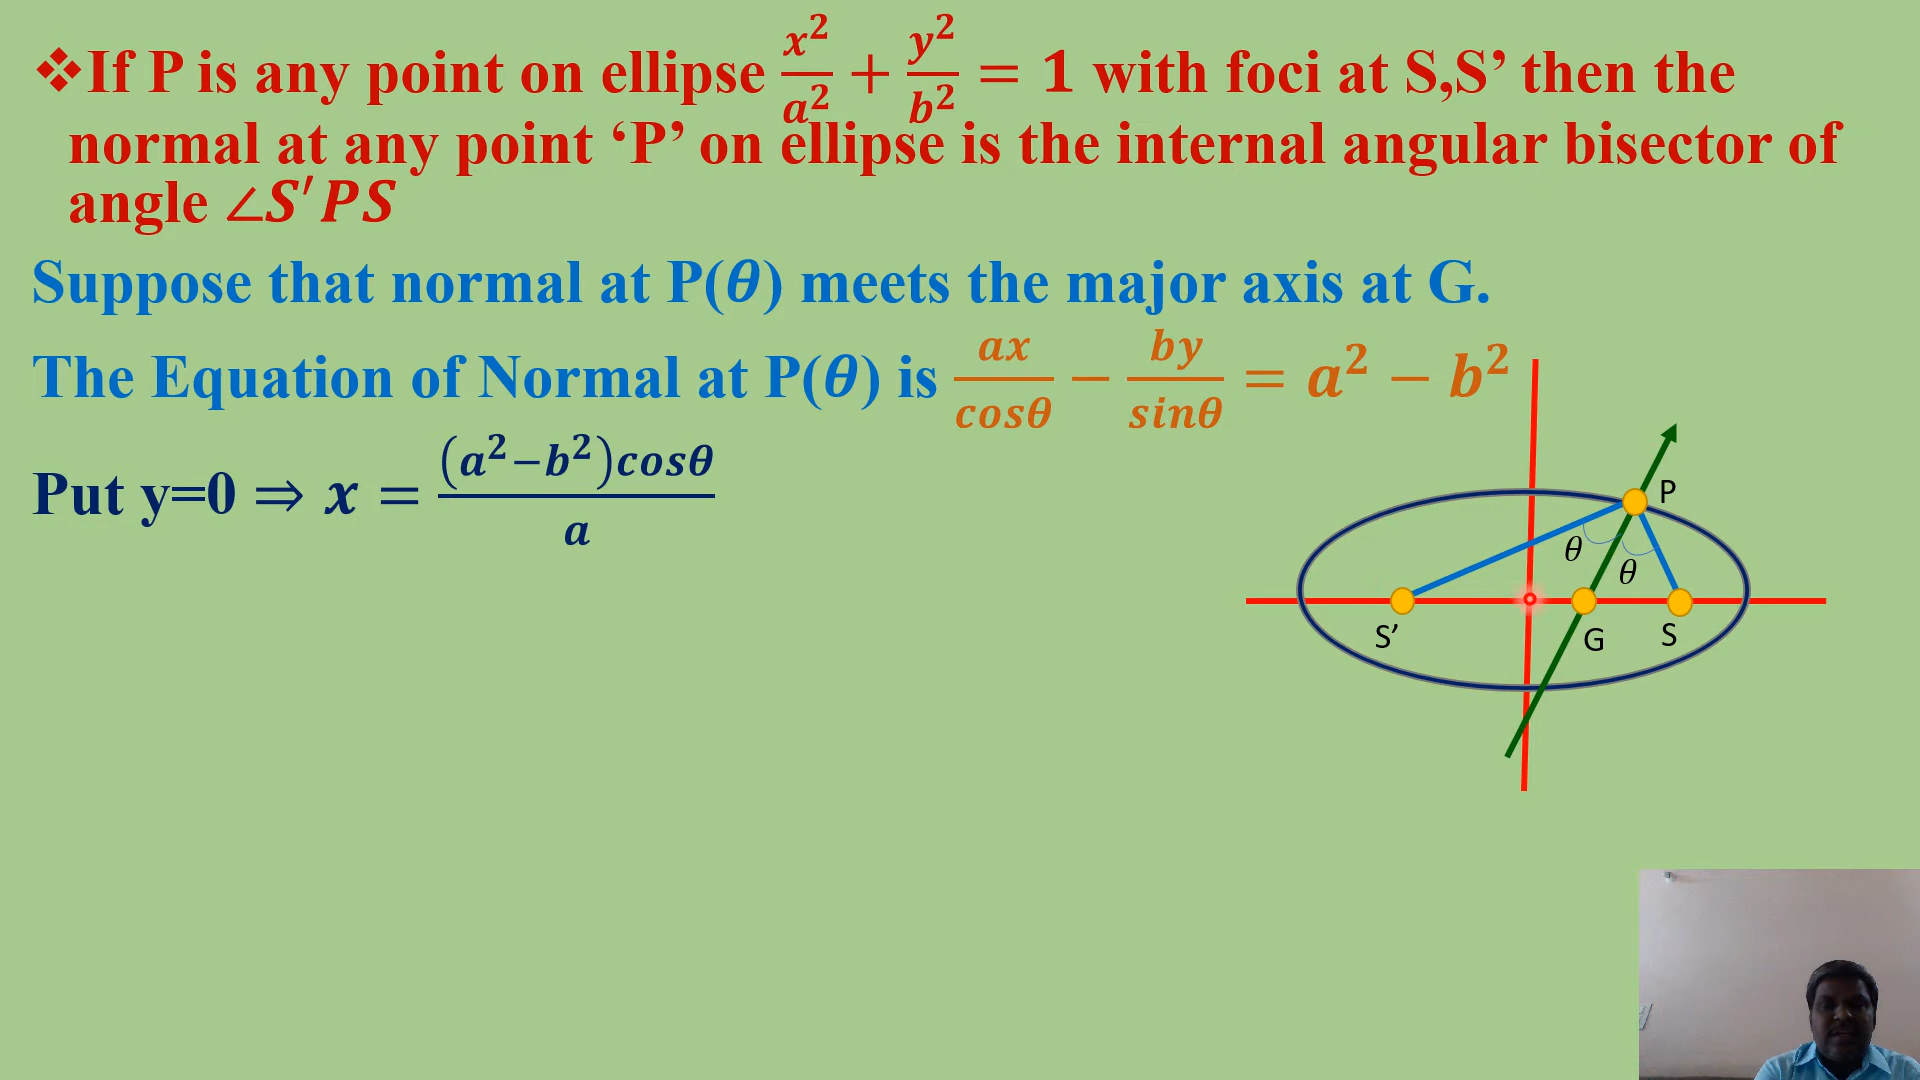 ❖If P is any point on ellipse x²/a² + y²/b² = 1 with foci at S,S’ then the
normal at any point ‘P’ on ellipse is the internal angular bisector of
angle ∠S′PS
Suppose that normal at P(θ) meets the major axis at G.
The Equation of Normal at P(θ) is ax/cosθ − by/sinθ = a² − b²
Put y=0 ⇒ x = (a²−b²)cosθ/a
P
θ
θ
S’
G
S